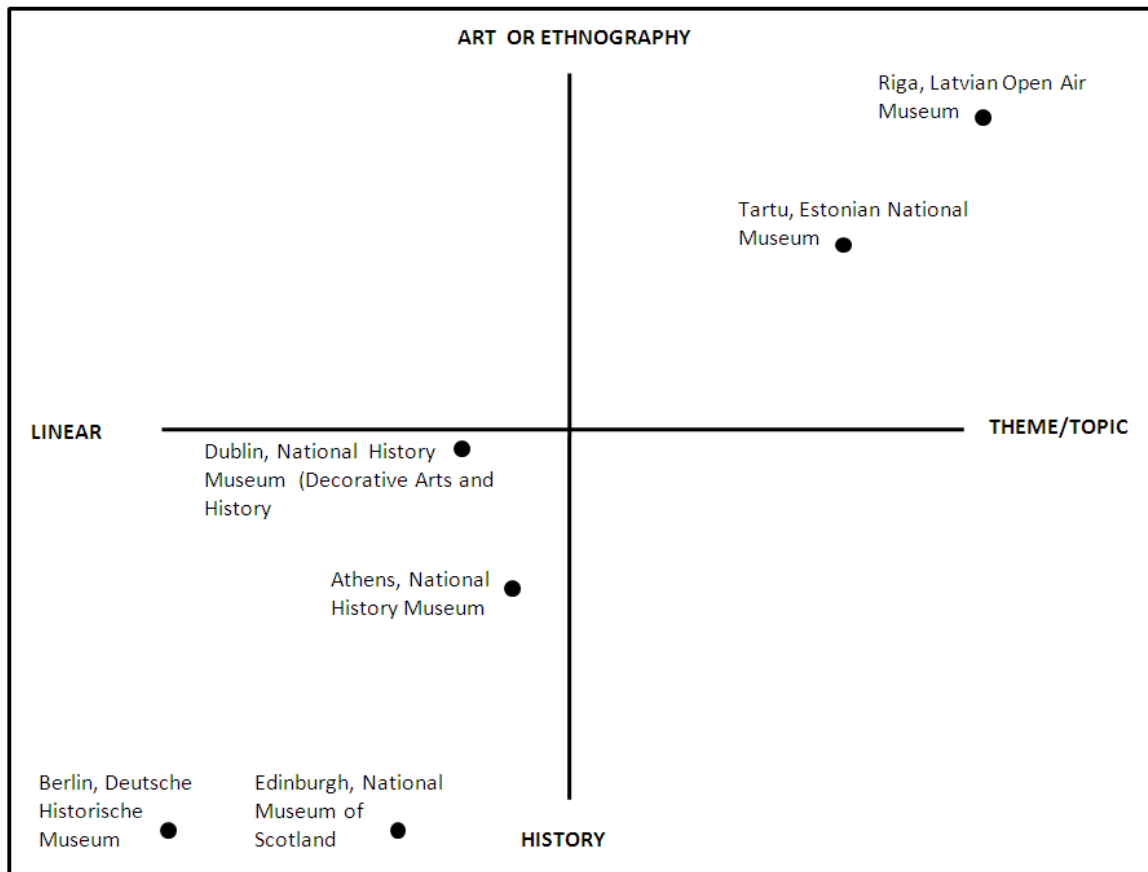 ART OR ETHNOGRAPHY
Riga, Latvian Open Air
Museum
Tartu, Estonian National
Museum
LINEAR
THEME/TOPIC
Dublin, National History
Museum (Decorative Arts and
History
Athens, National
History Museum
Berlin, Deutsche
Historische
Museum
Edinburgh, National
Museum of
Scotland
HISTORY